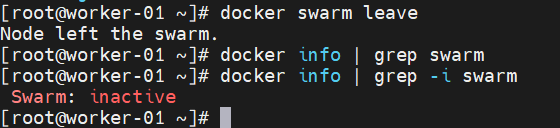 [root@worker-01 ~]# docker swarm leave
Node left the swarm.
[root@worker-01 ~]# docker info | grep swarm
[root@worker-01 ~]# docker info | grep -i swarm
 Swarm: inactive
[root@worker-01 ~]#